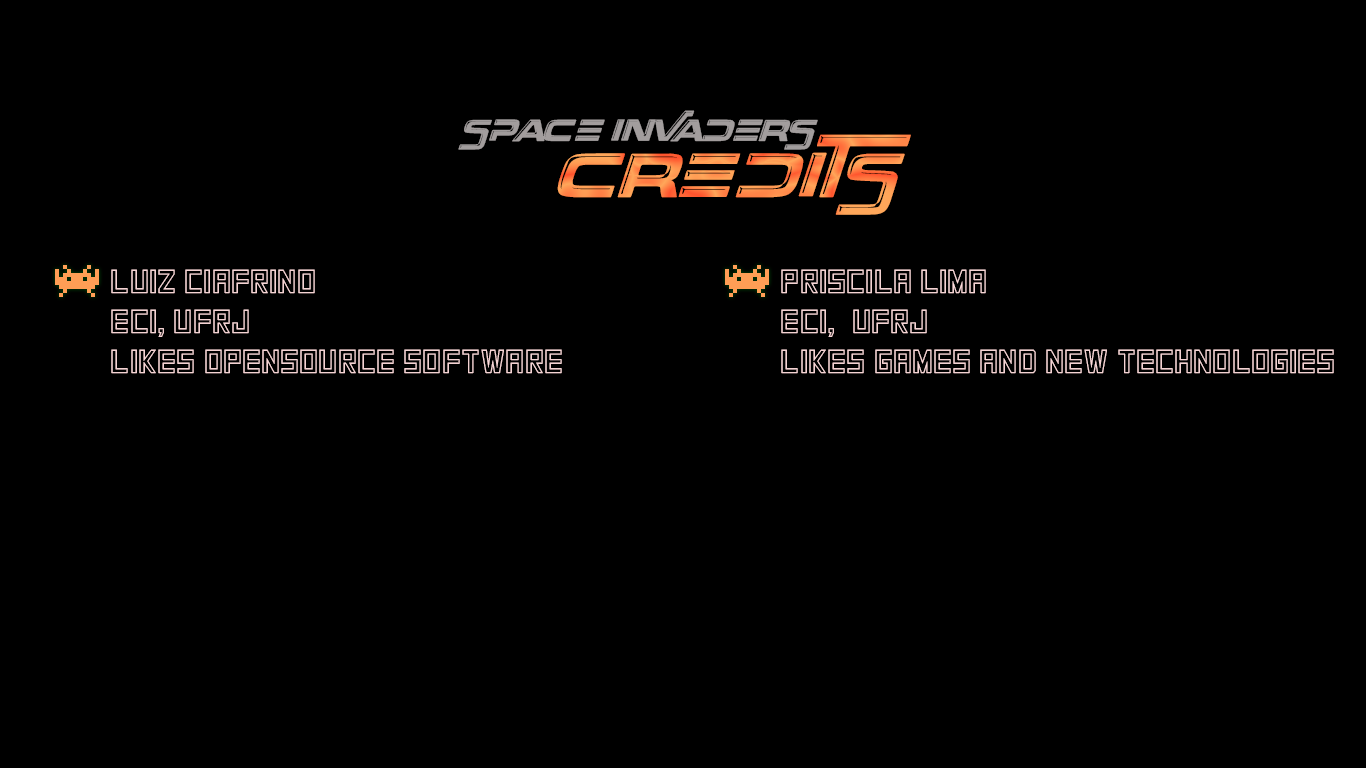 SPACE INVADERS
CREDITS
LUIZ CIAFRINO
ECI, UFRJ
LIKES OPENSOURCE SOFTWARE
PRISCILA LIMA
ECI, UFRJ
LIKES GAMES AND NEW TECHNOLOGIES